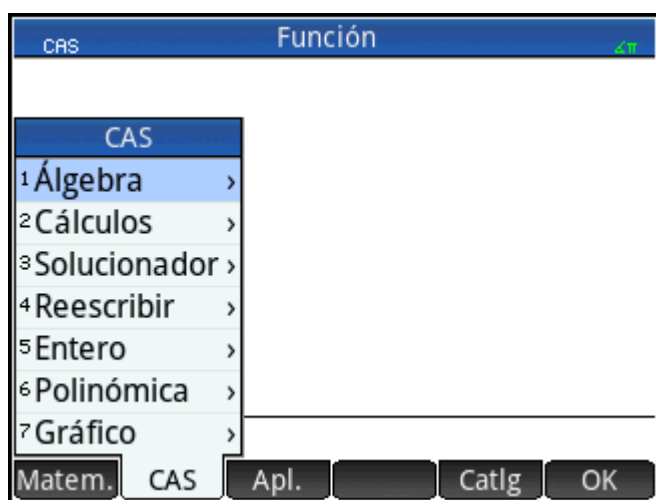 Función
CAS ∡π
CAS
1 Álgebra ›
2 Cálculos ›
3 Solucionador ›
4 Reescribir ›
5 Entero ›
6 Polinómica ›
7 Gráfico ›
Matem. CAS Apl. Catlg OK